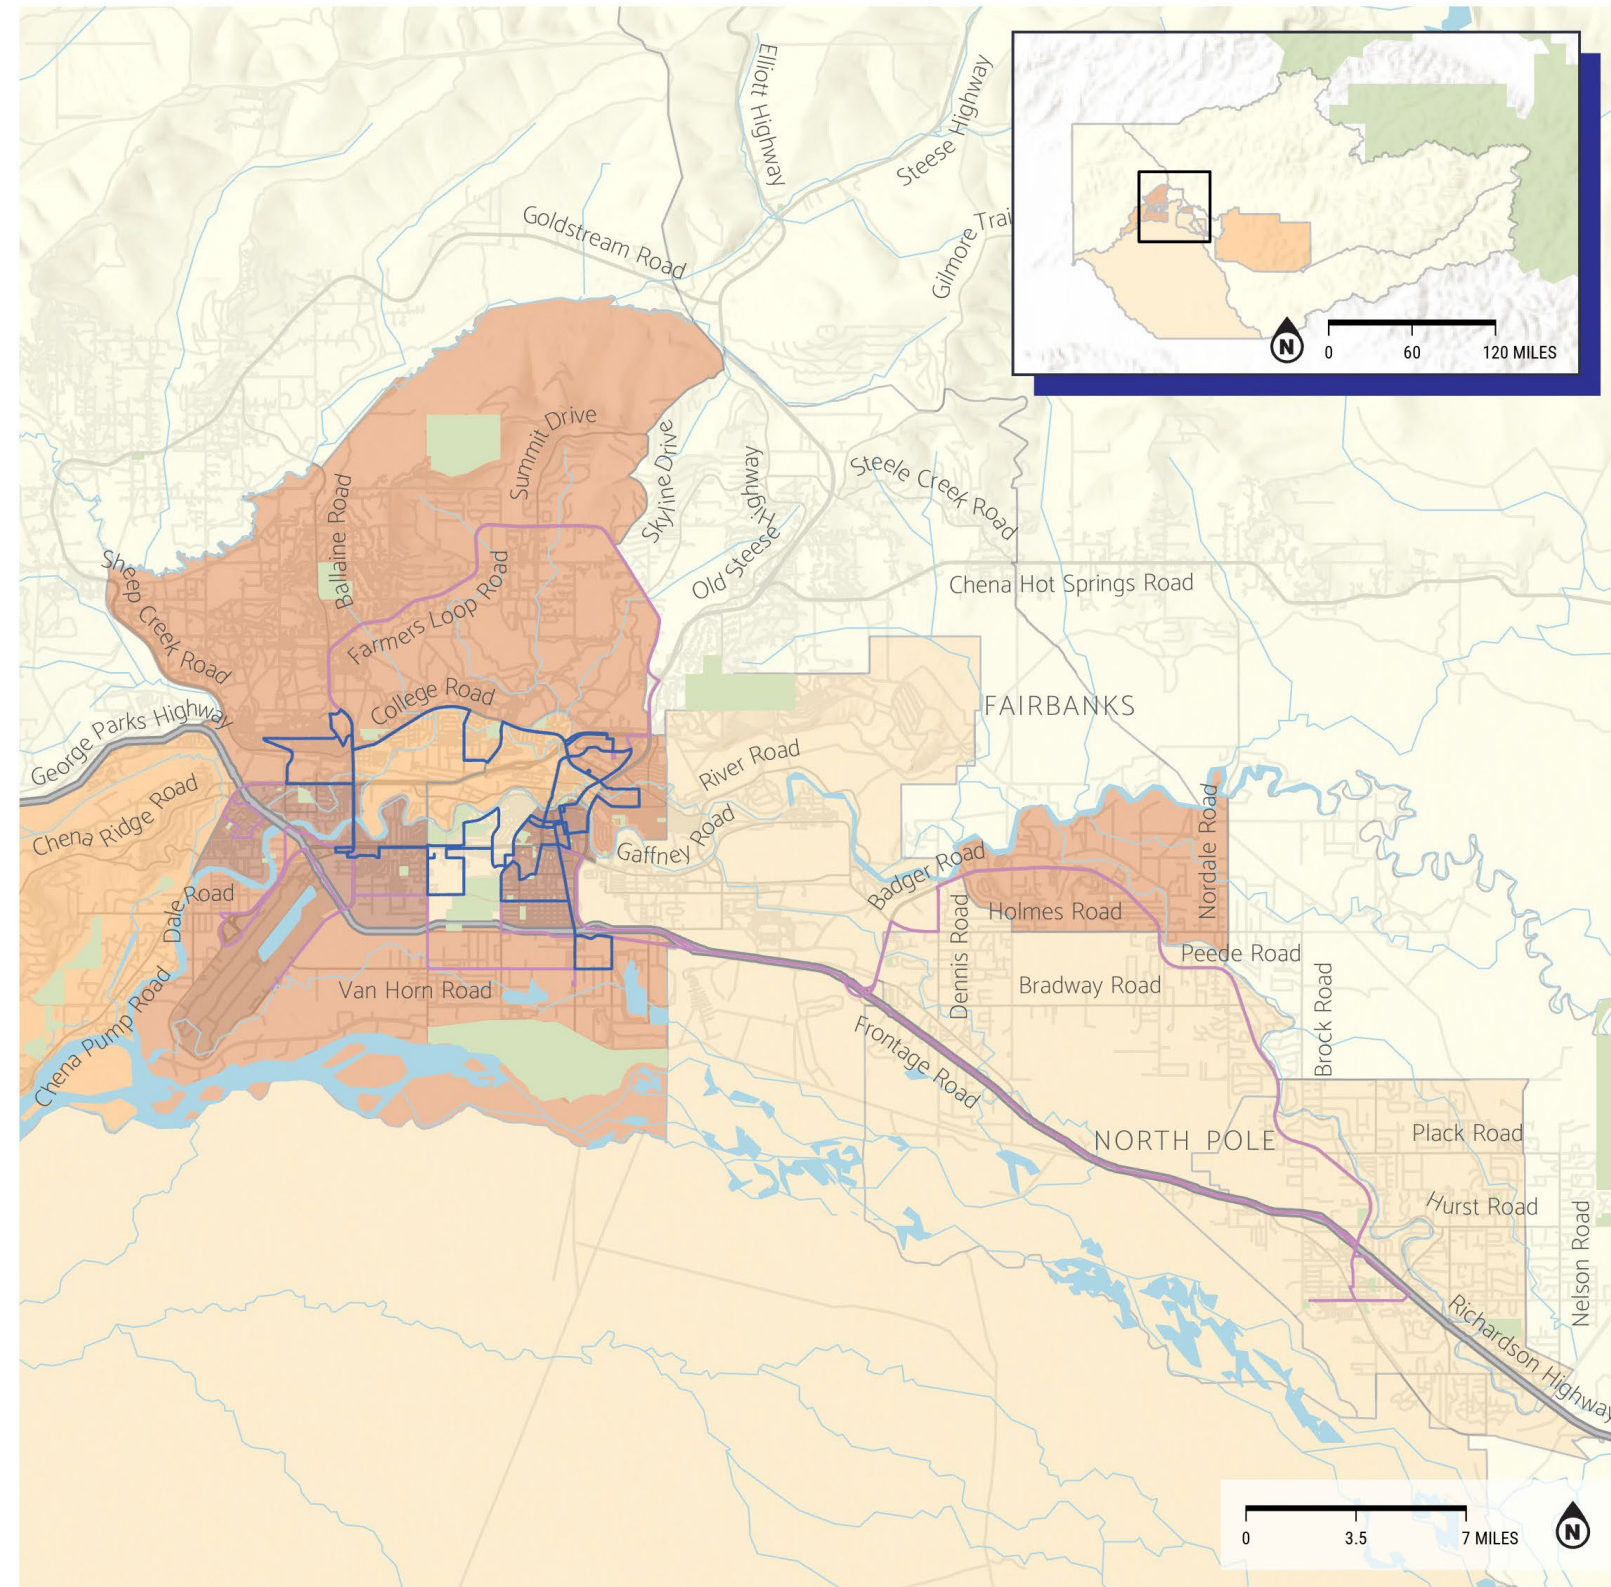 Elliott Highway
Steese Highway
Goldstream Road
Gilmore Trai
N
0 60 120 MILES
Summit Drive
Skyline Drive
Old Steese Highway
Steele Creek Road
Ballaine Road
Sheep Creek Road
Farmers Loop Road
Chena Hot Springs Road
College Road
George Parks Highway
FAIRBANKS
River Road
Chena Ridge Road
Gaffney Road
Badger Road
Nordale Road
Dale Road
Holmes Road
Dennis Road
Peede Road
Van Horn Road
Bradway Road
Brock Road
Chena Pump Road
Frontage Road
NORTH POLE
Plack Road
Hurst Road
Nelson Road
Richardson Highway
0 3.5 7 MILES
N